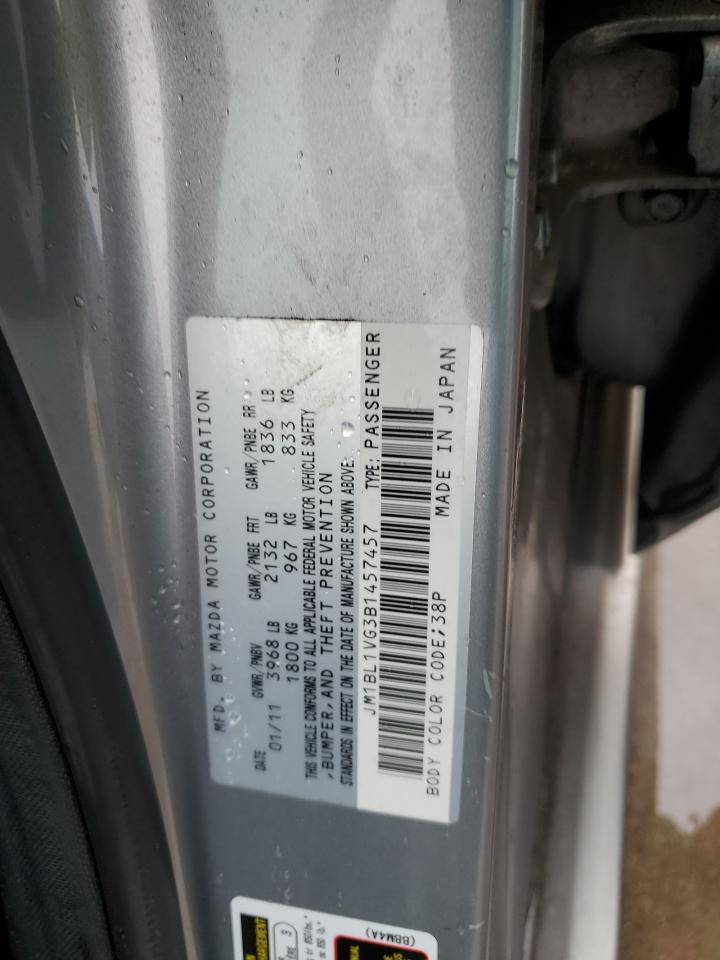 MFD. BY MAZDA MOTOR CORPORATION
DATE GVWR/PNBV GAWR/PNBE FRT GAWR/PNBE RR
01/11 3968 LB 2132 LB 1836 LB
1800 KG 967 KG 833 KG
THIS VEHICLE CONFORMS TO ALL APPLICABLE FEDERAL MOTOR VEHICLE SAFETY
,BUMPER,AND THEFT PREVENTION
STANDARDS IN EFFECT ON THE DATE OF MANUFACTURE SHOWN ABOVE.
JM1BL1VG3B1457457 TYPE: PASSENGER
BODY COLOR CODE;38P MADE IN JAPAN
(BBM4A)